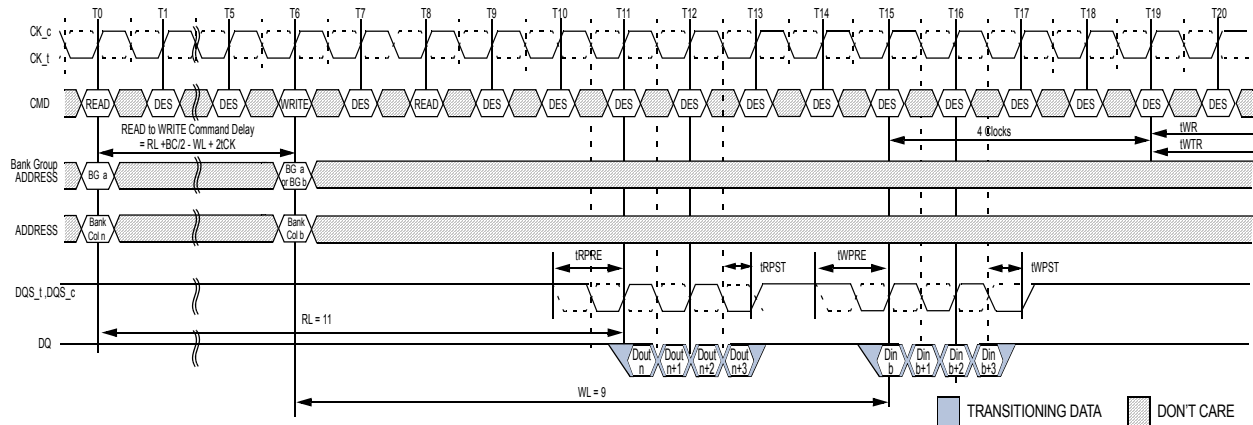 T0 T1 T5 T6 T7 T8 T9 T10 T11 T12 T13 T14 T15 T16 T17 T18 T19 T20
CK_c
CK_t
CMD READ DES DES WRITE DES READ DES DES DES DES DES DES DES DES DES DES DES DES
READ to WRITE Command Delay
= RL +BC/2 - WL + 2tCK
4 Clocks
tWR
tWTR
Bank Group
ADDRESS
BG a
BG a
or BG b
ADDRESS
Bank
Col n
Bank
Col b
tRPRE tRPST tWPRE tWPST
DQS_t ,DQS_c
RL = 11
DQ
Dout
n
Dout
n+1
Dout
n+2
Dout
n+3
Din
b
Din
b+1
Din
b+2
Din
b+3
WL = 9
TRANSITIONING DATA
DON'T CARE